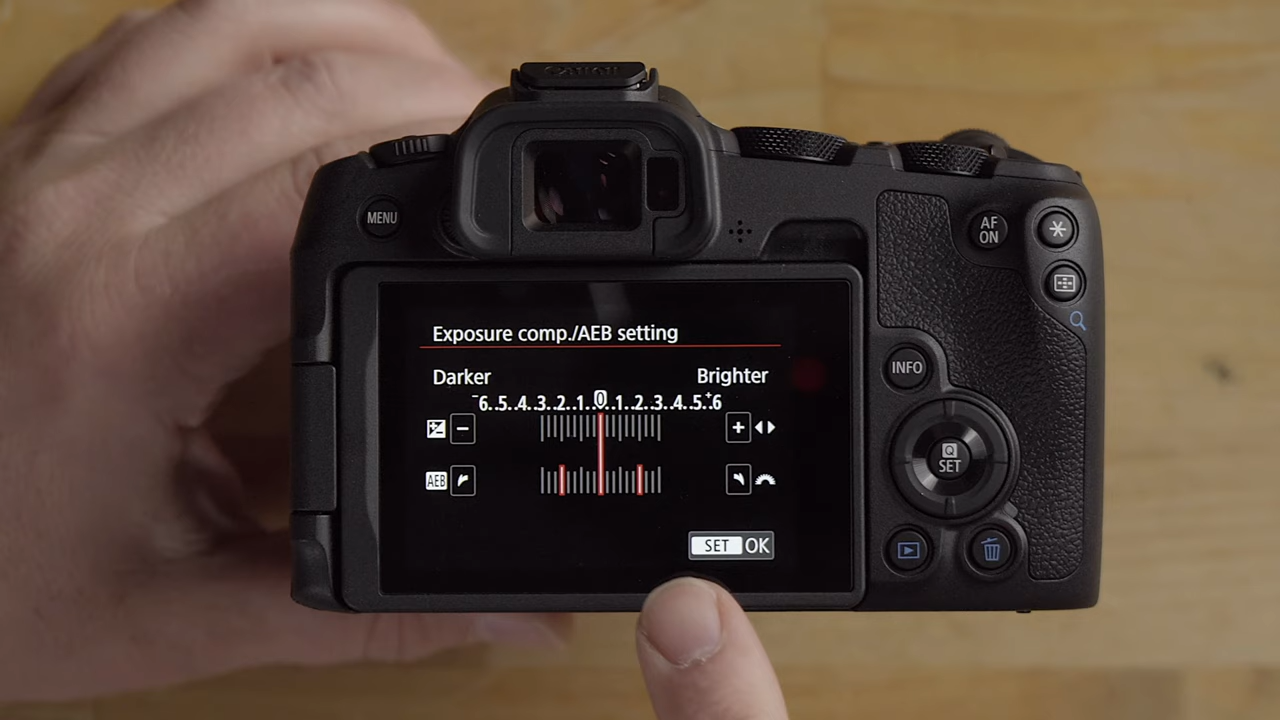 Canon
MENU
AF
ON
Exposure comp./AEB setting
Darker
Brighter
-6..5..4..3..2..1..0..1..2..3..4..5..+6
−
+
AEB
INFO
Q
SET
SET OK